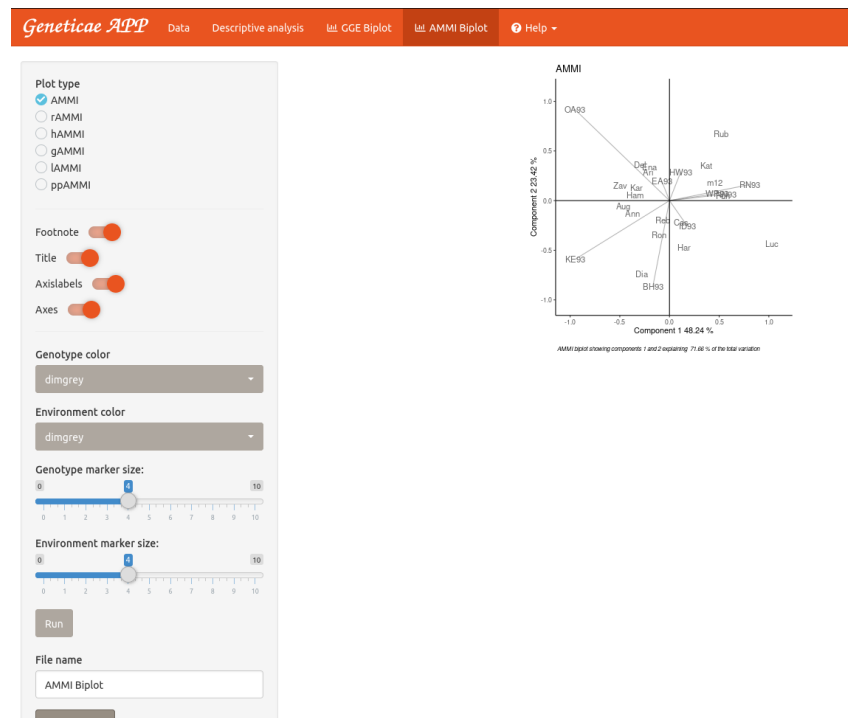 Geneticae APP Data Descriptive analysis GGE Biplot AMMI Biplot Help
Plot type
AMMI
rAMMI
hAMMI
gAMMI
lAMMI
ppAMMI
Footnote
Title
Axislabels
Axes
Genotype color
dimgrey
Environment color
dimgrey
Genotype marker size:
0 4 10
0 1 2 3 4 5 6 7 8 9 10
Environment marker size:
0 4 10
0 1 2 3 4 5 6 7 8 9 10
Run
File name
AMMI Biplot
AMMI
Component 2 23.42 %
1.0
0.5
0.0
-0.5
-1.0
OA93
Rub
Ena
Kat
HW93
EA93
m12
RN93
Zav
Kar
Ham
Aug
Ann
Reb
Ron
ID93
Har
Luc
KE93
Dia
BH93
-1.0 -0.5 0.0 0.5 1.0
Component 1 48.24 %
AMMI biplot showing components 1 and 2 explaining 71.66 % of the total variation